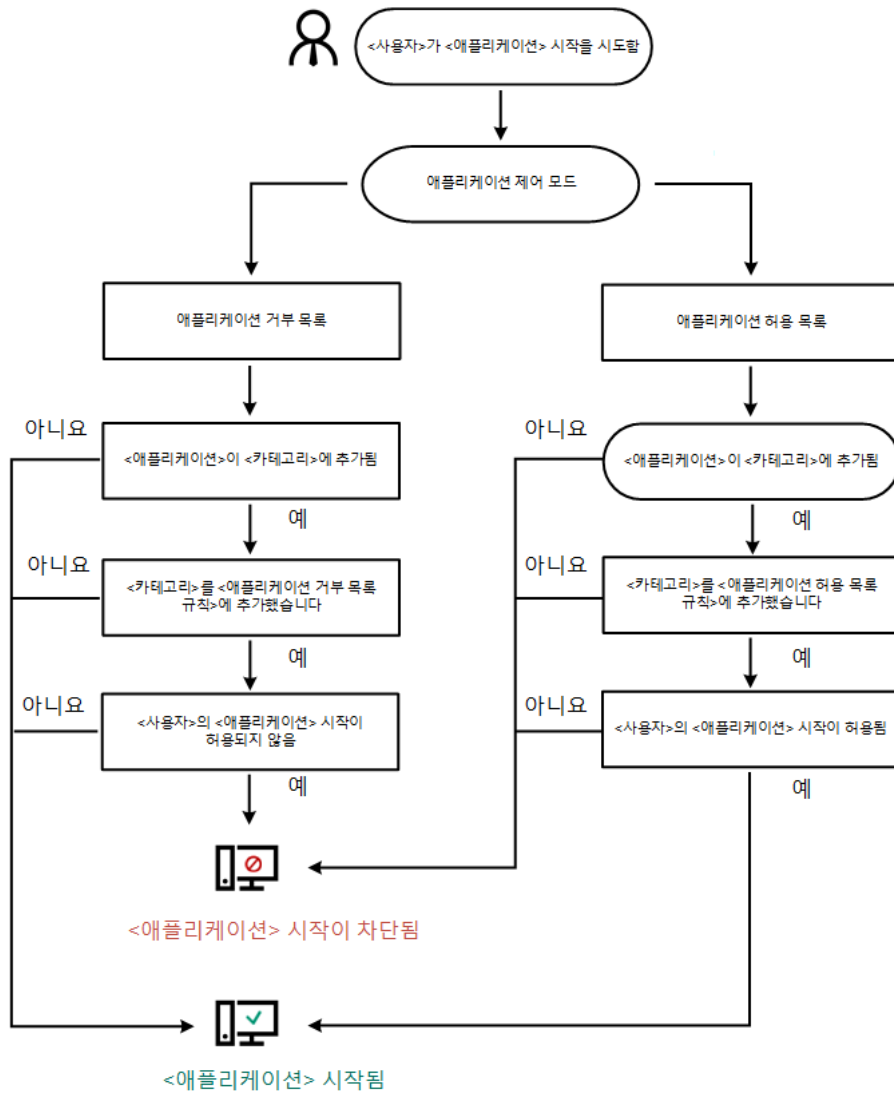 <사용자>가 <애플리케이션> 시작을 시도함
애플리케이션 제어 모드
애플리케이션 거부 목록
애플리케이션 허용 목록
아니요
아니요
<애플리케이션>이 <카테고리>에 추가됨
<애플리케이션>이 <카테고리>에 추가됨
예
예
아니요
아니요
<카테고리>를 <애플리케이션 거부 목록
규칙>에 추가했습니다
<카테고리>를 <애플리케이션 허용 목록
규칙>에 추가했습니다
예
예
아니요
아니요
<사용자>의 <애플리케이션> 시작이
허용되지 않음
<사용자>의 <애플리케이션> 시작이 허용됨
예
예
<애플리케이션> 시작이 차단됨
<애플리케이션> 시작됨